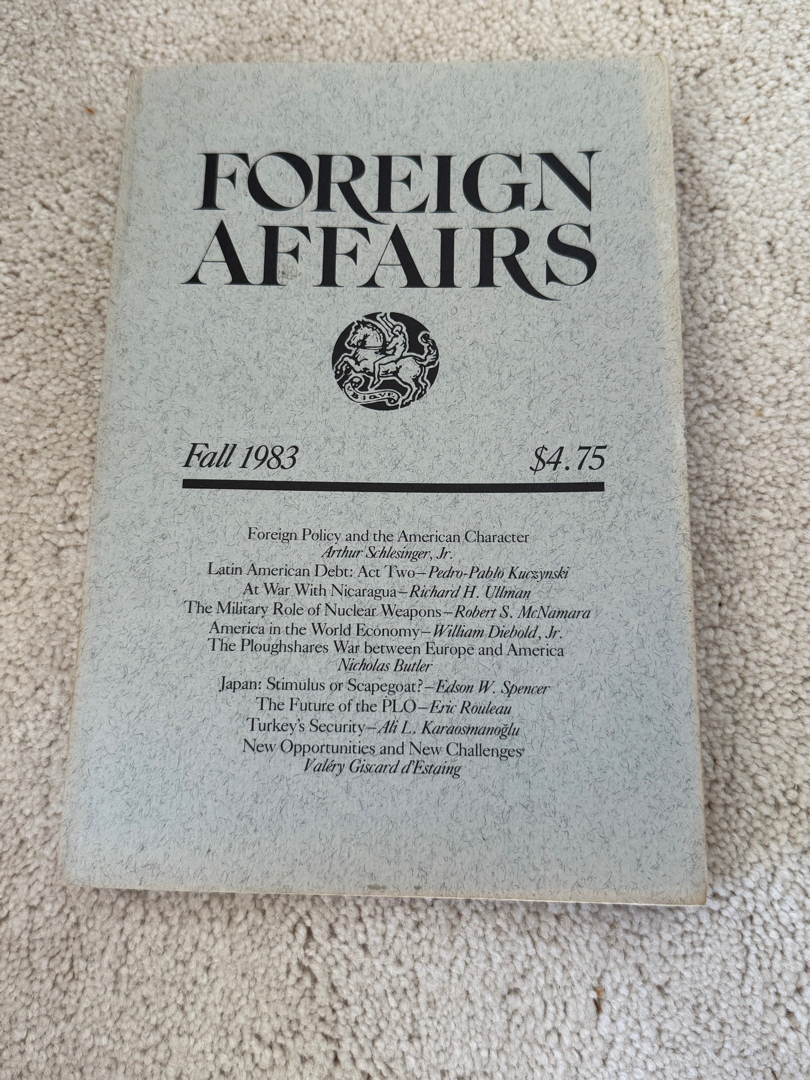 FOREIGN
AFFAIRS
UBIQUE
Fall 1983 $4.75
Foreign Policy and the American Character
Arthur Schlesinger, Jr.
Latin American Debt: Act Two—Pedro-Pablo Kuczynski
At War With Nicaragua—Richard H. Ullman
The Military Role of Nuclear Weapons—Robert S. McNamara
America in the World Economy—William Diebold, Jr.
The Ploughshares War between Europe and America
Nicholas Butler
Japan: Stimulus or Scapegoat?—Edson W. Spencer
The Future of the PLO—Eric Rouleau
Turkey's Security—Ali L. Karaosmanoğlu
New Opportunities and New Challenges
Valéry Giscard d'Estaing